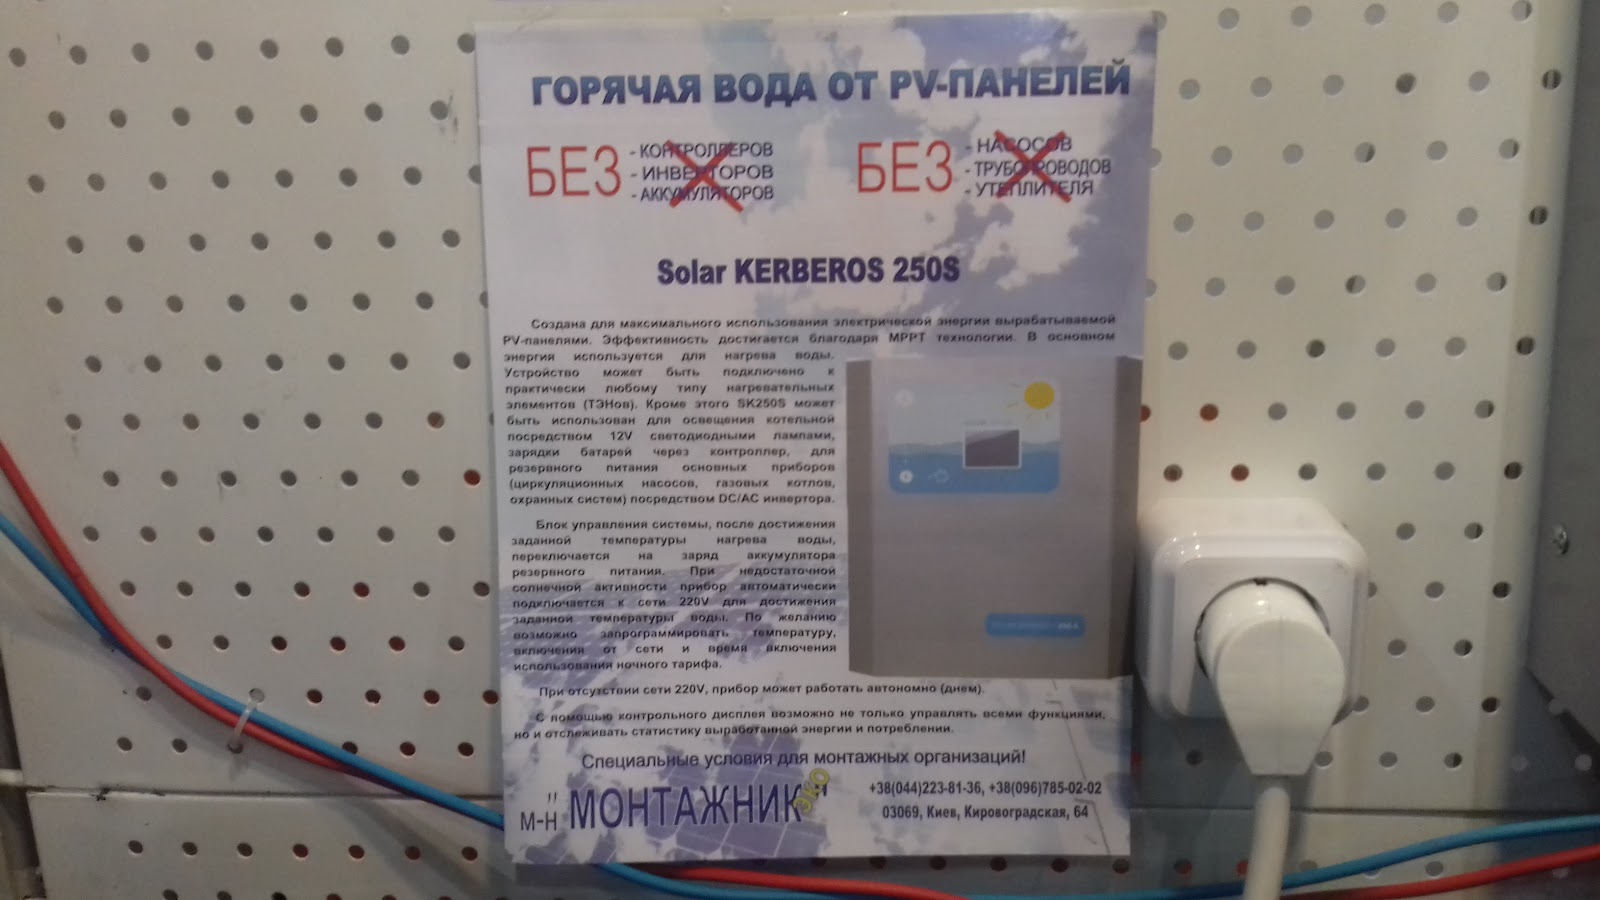 ГОРЯЧАЯ ВОДА ОТ PV-ПАНЕЛЕЙ
БЕЗ
- КОНТРОЛЛЕРОВ
- ИНВЕРТОРОВ
- АККУМУЛЯТОРОВ
БЕЗ
- НАСОСОВ
- ТРУБОПРОВОДОВ
- УТЕПЛИТЕЛЯ
Solar KERBEROS 250S
Создана для максимального использования электрической энергии вырабатываемой
PV-панелями. Эффективность достигается благодаря MPPT технологии. В основном
энергия используется для нагрева воды.
Устройство может быть подключено к
практически любому типу нагревательных
элементов (ТЭНов). Кроме этого SK250S может
быть использован для освещения котельной
посредством 12V светодиодными лампами,
зарядки батарей через контроллер, для
резервного питания основных приборов
(циркуляционных насосов, газовых котлов,
охранных систем) посредством DC/AC инвертора.
Блок управления системы, после достижения
заданной температуры нагрева воды,
переключается на заряд аккумулятора
резервного питания. При недостаточной
солнечной активности прибор автоматически
подключается к сети 220V для достижения
заданной температуры воды. По желанию
возможно запрограммировать температуру,
включения от сети и время включения
использования ночного тарифа.
При отсутствии сети 220V, прибор может работать автономно (днем).
С помощью контрольного дисплея возможно не только управлять всеми функциями,
но и отслеживать статистику выработанной энергии и потреблении.
Специальные условия для монтажных организаций!
м-н "МОНТАЖНИК ЭКО"
+38(044)223-81-36, +38(096)785-02-02
03069, Киев, Кировоградская, 64